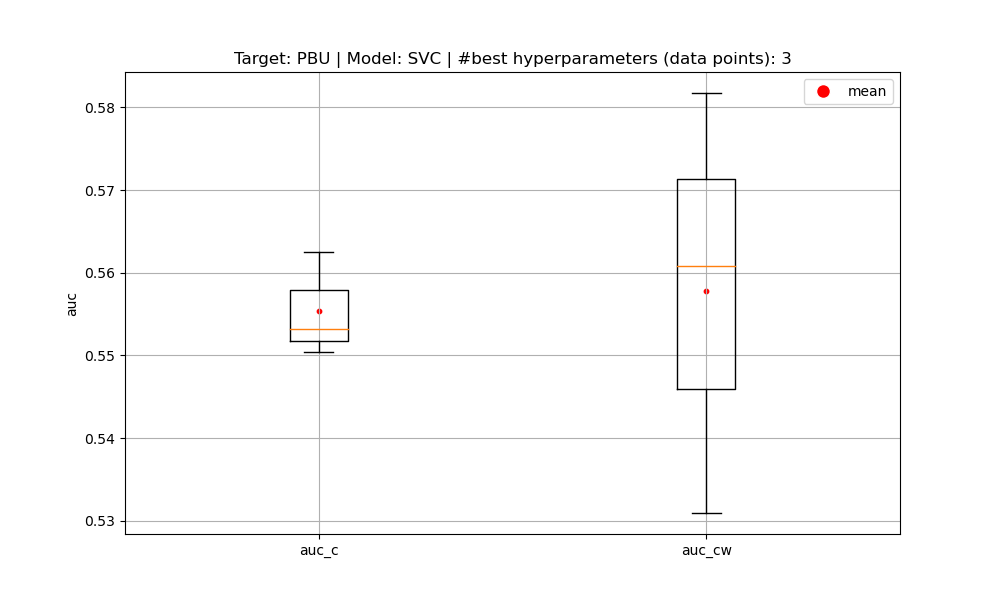 Target: PBU | Model: SVC | #best hyperparameters (data points): 3
mean
0.58
0.57
0.56
0.55
0.54
0.53
auc
auc_c
auc_cw